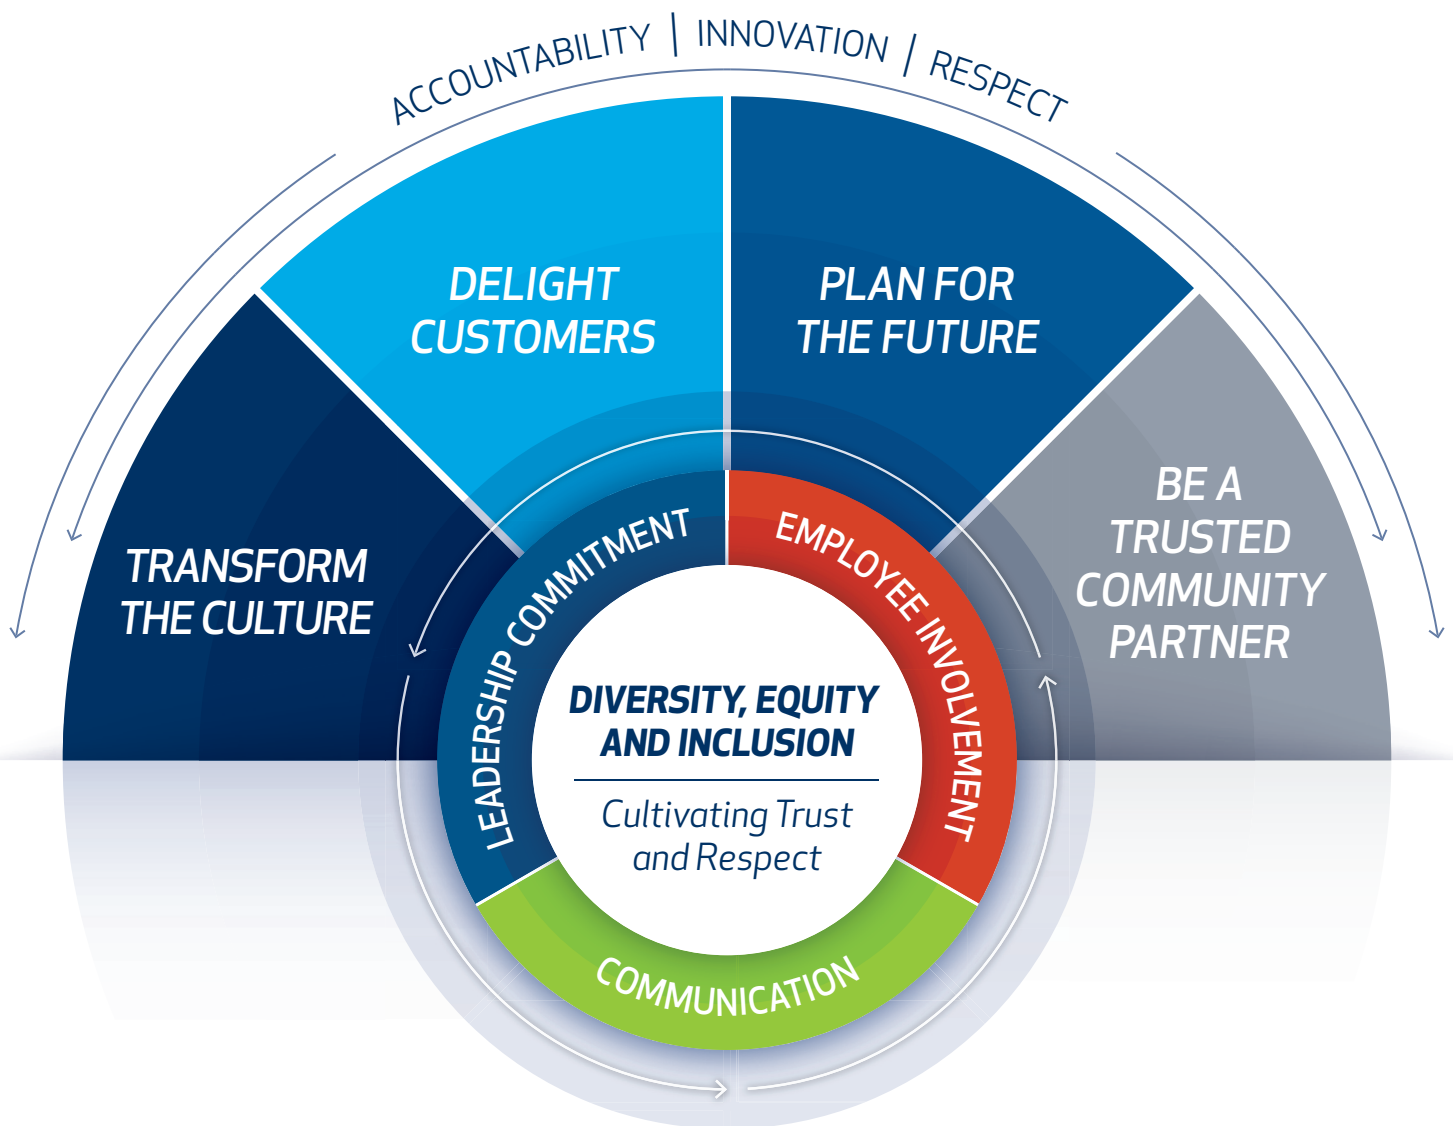 ACCOUNTABILITY | INNOVATION | RESPECT
DELIGHT
CUSTOMERS
PLAN FOR
THE FUTURE
TRANSFORM
THE CULTURE
BE A
TRUSTED
COMMUNITY
PARTNER
LEADERSHIP COMMITMENT
EMPLOYEE INVOLVEMENT
DIVERSITY, EQUITY
AND INCLUSION
Cultivating Trust
and Respect
COMMUNICATION